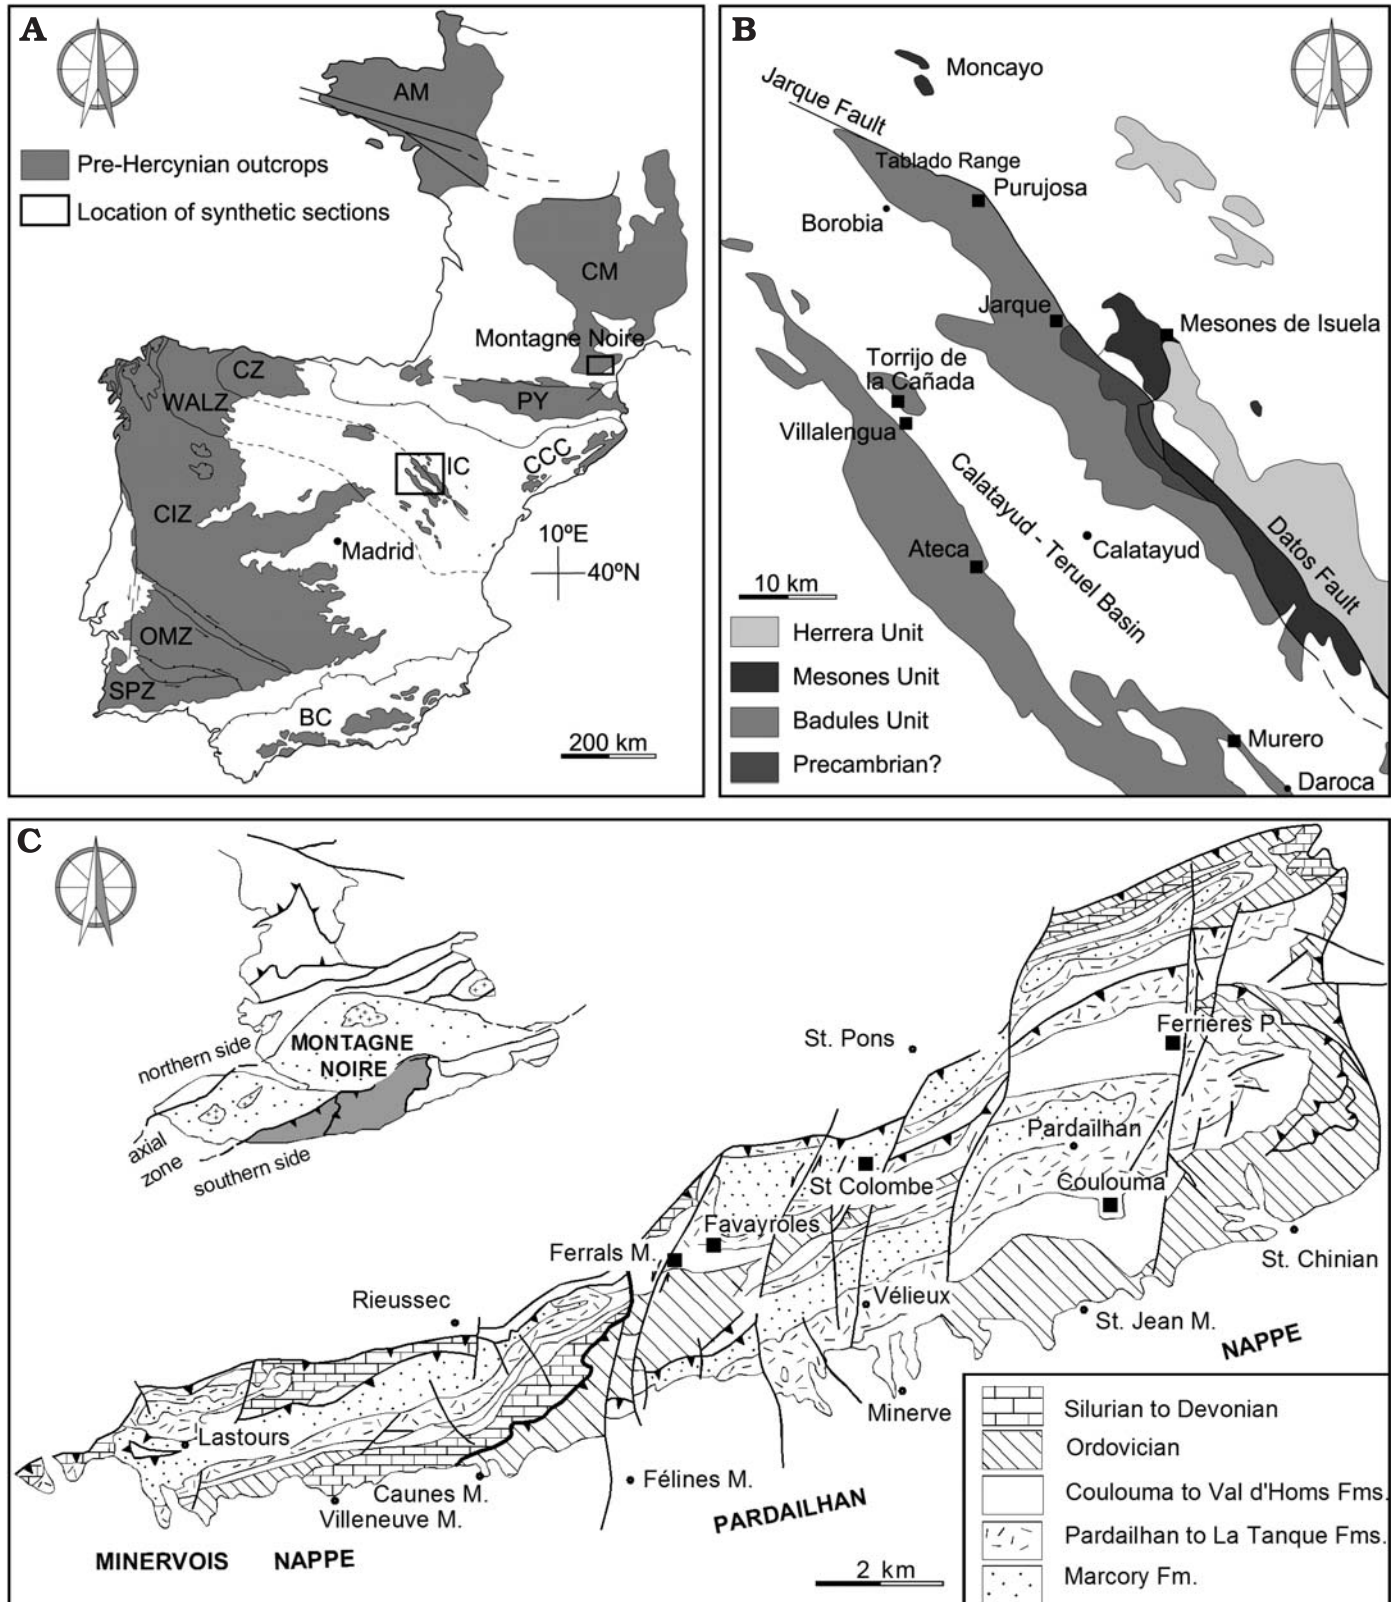 A
AM
Pre-Hercynian outcrops
Location of synthetic sections
CM
Montagne Noire
CZ
WALZ
PY
CCC
IC
CIZ
Madrid
10ºE
40ºN
OMZ
SPZ
BC
200 km
B
Moncayo
Jarque Fault
Tablado Range
Purujosa
Borobia
Jarque
Mesones de Isuela
Torrijo de
la Cañada
Villalengua
Calatayud - Teruel Basin
Ateca
Calatayud
Datos Fault
10 km
Herrera Unit
Mesones Unit
Badules Unit
Precambrian?
Murero
Daroca
C
northern side
MONTAGNE
NOIRE
axial
zone
southern side
St. Pons
Ferrieres P.
Pardailhan
St Colombe
Coulouma
Favayroles
Ferrals M.
St. Chinian
Rieussec
Vélieux
St. Jean M.
NAPPE
Minerve
Lastours
Félines M.
Caunes M.
Villeneuve M.
PARDAILHAN
MINERVOIS NAPPE
2 km
Silurian to Devonian
Ordovician
Coulouma to Val d'Homs Fms.
Pardailhan to La Tanque Fms.
Marcory Fm.